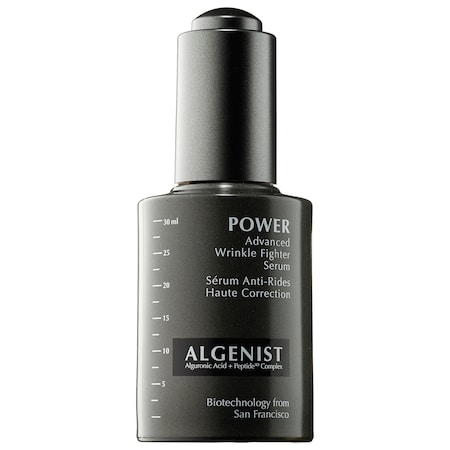 POWER
Advanced
Wrinkle Fighter
Serum
Sérum Anti-Rides
Haute Correction
30 ml
25
20
15
10
5
ALGENIST
Alguronic Acid + Peptide³⁵ Complex
Biotechnology from
San Francisco